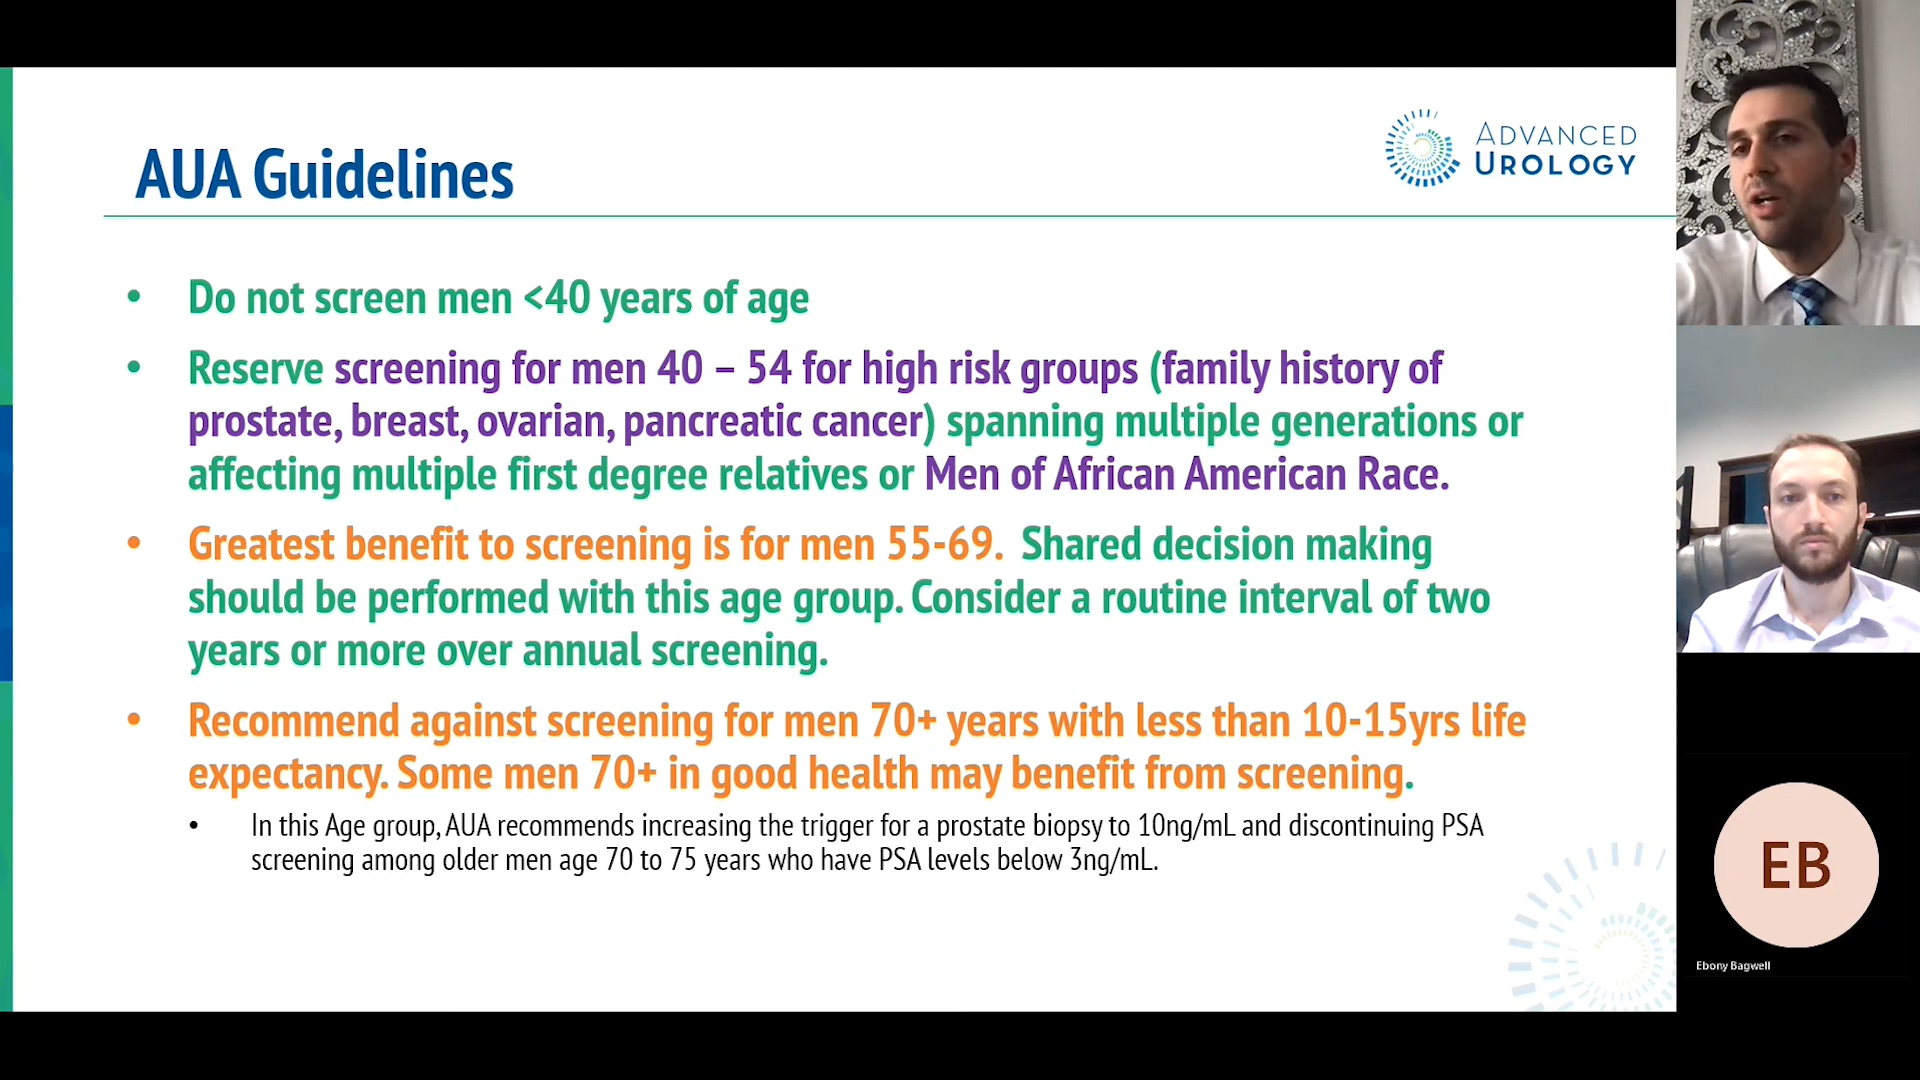 AUA Guidelines
ADVANCED
UROLOGY
• Do not screen men <40 years of age
• Reserve screening for men 40 – 54 for high risk groups (family history of
prostate, breast, ovarian, pancreatic cancer) spanning multiple generations or
affecting multiple first degree relatives or Men of African American Race.
• Greatest benefit to screening is for men 55-69. Shared decision making
should be performed with this age group. Consider a routine interval of two
years or more over annual screening.
• Recommend against screening for men 70+ years with less than 10-15yrs life
expectancy. Some men 70+ in good health may benefit from screening.
• In this Age group, AUA recommends increasing the trigger for a prostate biopsy to 10ng/mL and discontinuing PSA
screening among older men age 70 to 75 years who have PSA levels below 3ng/mL.
EB
Ebony Bagwell